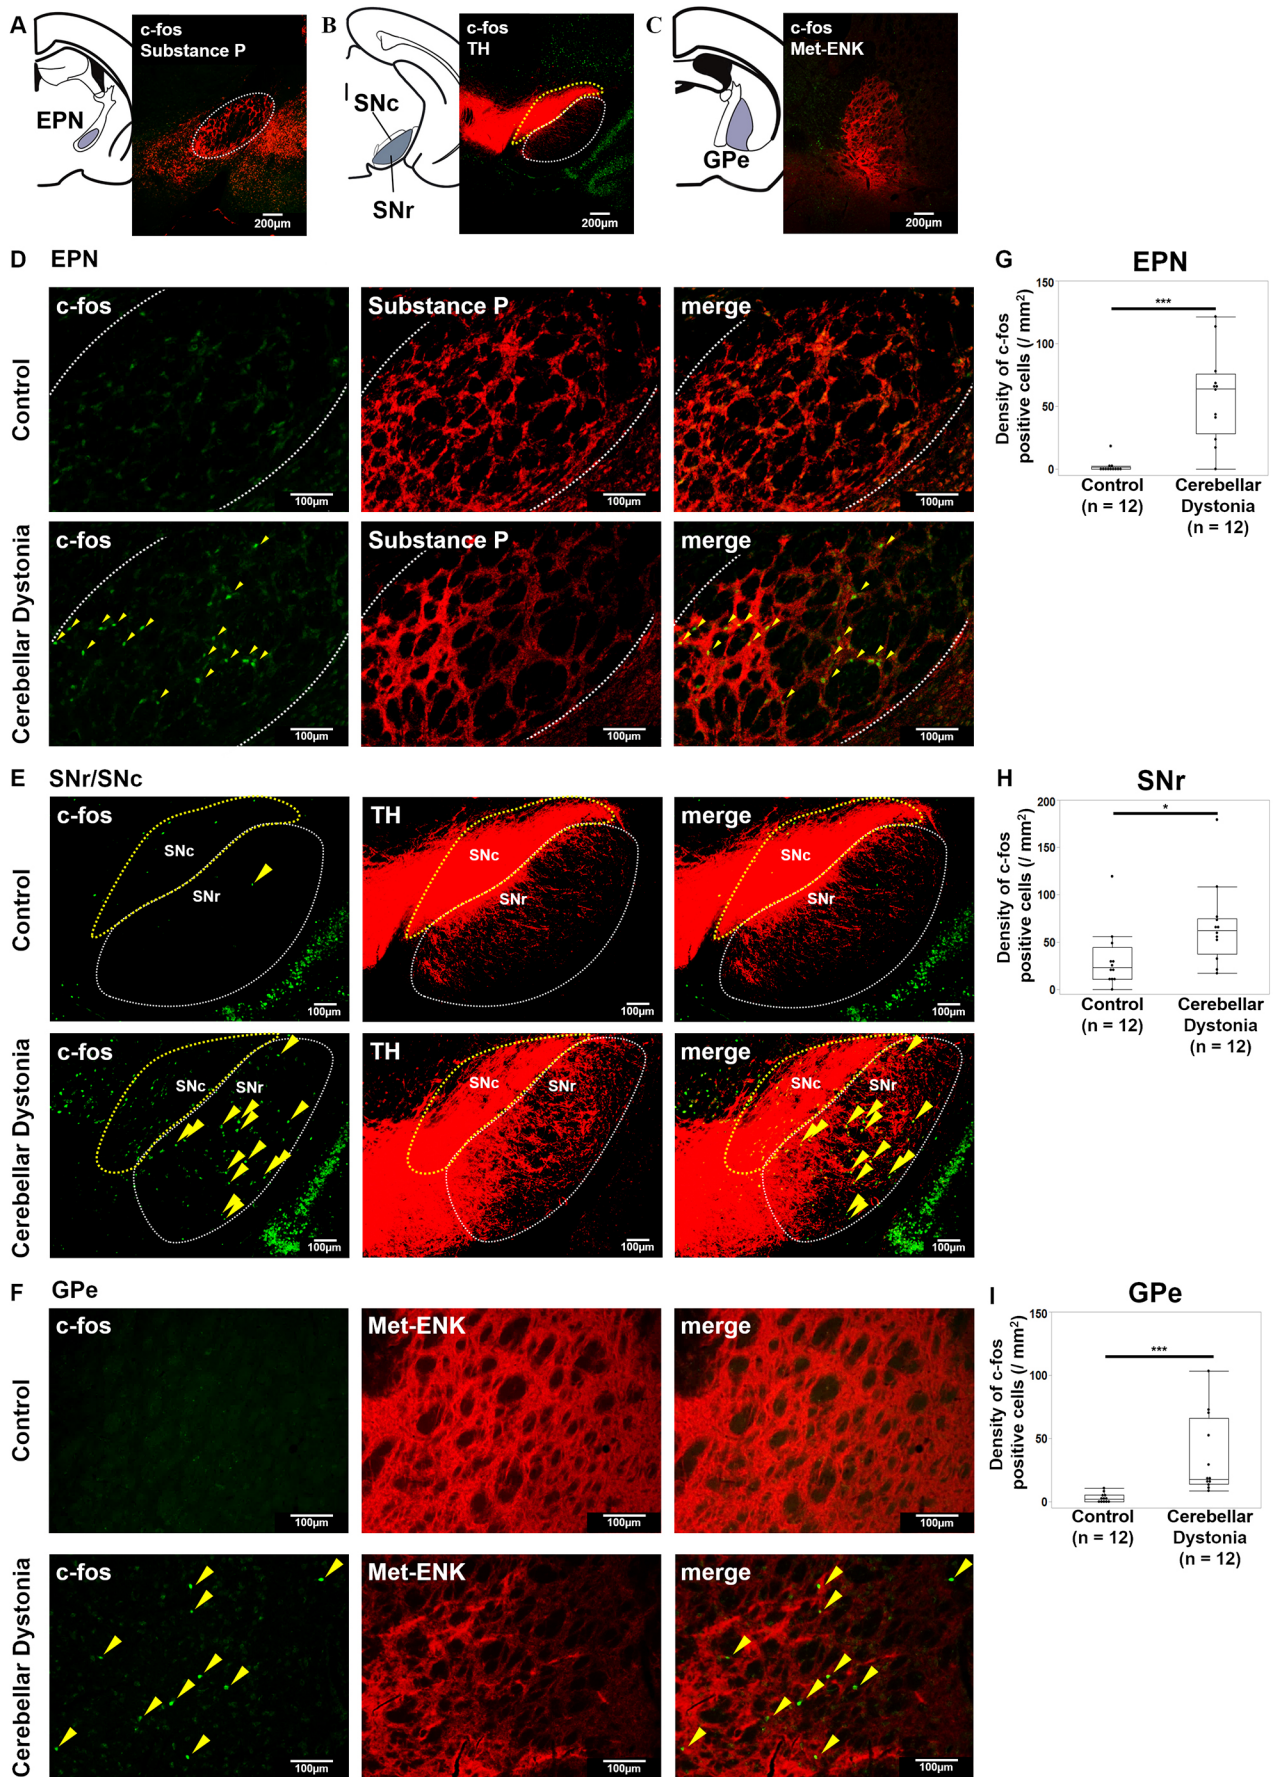 A
c-fos
Substance P
EPN
200µm
B
c-fos
TH
SNc
SNr
200µm
C
c-fos
Met-ENK
GPe
200µm
D EPN
Control
c-fos
100µm
Substance P
100µm
merge
100µm
Cerebellar Dystonia
c-fos
100µm
Substance P
100µm
merge
100µm
G EPN
Density of c-fos
positive cells (/ mm2)
150
100
50
0
***
Control
(n = 12)
Cerebellar
Dystonia
(n = 12)
E SNr/SNc
Control
c-fos
SNc
SNr
100µm
TH
SNc
SNr
100µm
merge
SNc
SNr
100µm
Cerebellar Dystonia
c-fos
SNc
SNr
100µm
TH
SNc
SNr
100µm
merge
SNc
SNr
100µm
H SNr
Density of c-fos
positive cells (/ mm2)
200
150
100
50
0
*
Control
(n = 12)
Cerebellar
Dystonia
(n = 12)
F GPe
Control
c-fos
100µm
Met-ENK
100µm
merge
100µm
Cerebellar Dystonia
c-fos
100µm
Met-ENK
100µm
merge
100µm
I GPe
Density of c-fos
positive cells (/ mm2)
150
100
50
0
***
Control
(n = 12)
Cerebellar
Dystonia
(n = 12)